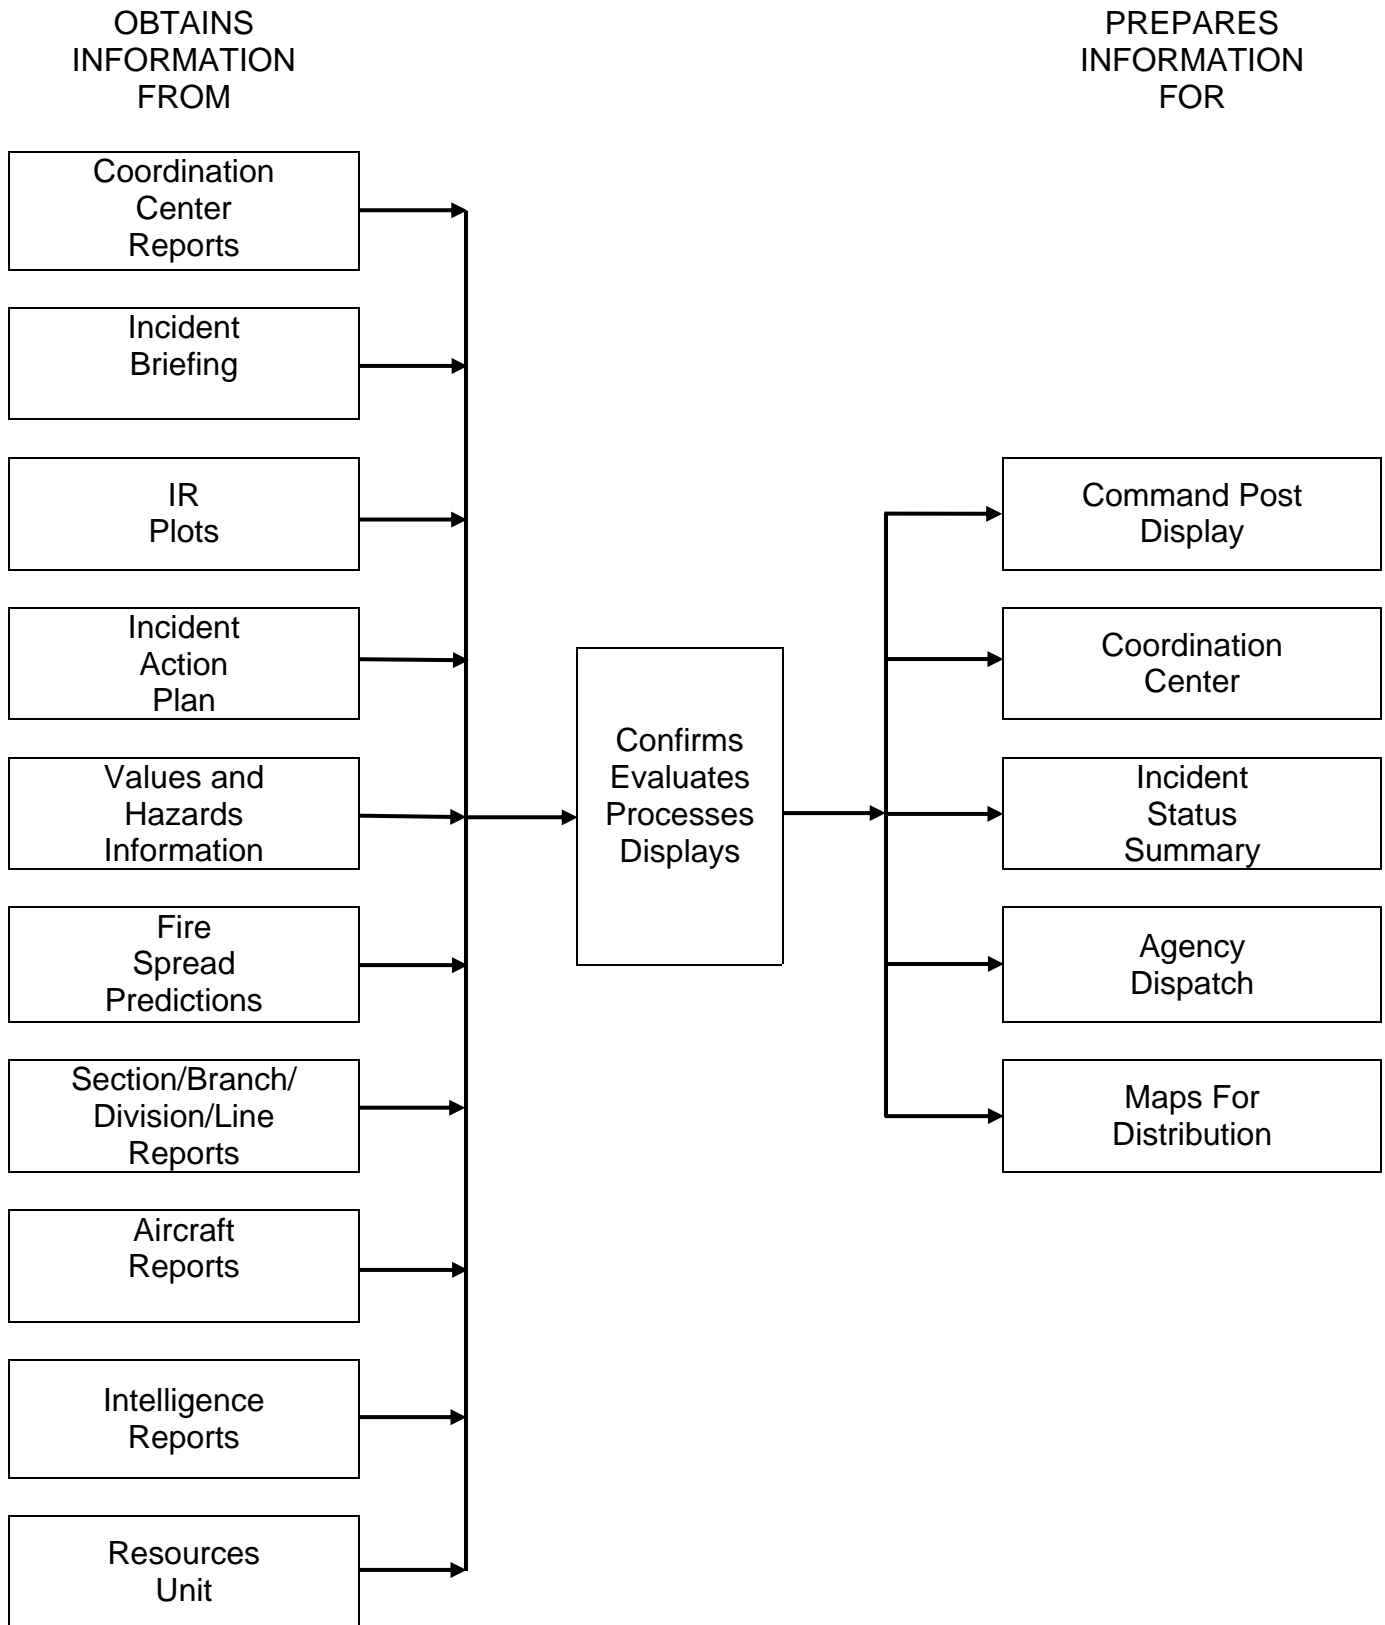 OBTAINS
INFORMATION
FROM
PREPARES
INFORMATION
FOR
Coordination
Center
Reports
Incident
Briefing
IR
Plots
Incident
Action
Plan
Values and
Hazards
Information
Fire
Spread
Predictions
Section/Branch/
Division/Line
Reports
Aircraft
Reports
Intelligence
Reports
Resources
Unit
Confirms
Evaluates
Processes
Displays
Command Post
Display
Coordination
Center
Incident
Status
Summary
Agency
Dispatch
Maps For
Distribution